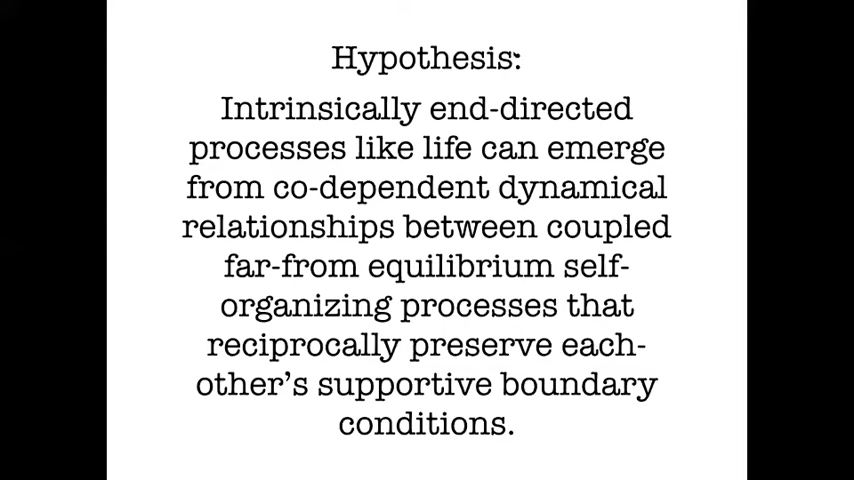 Hypothesis:
Intrinsically end-directed
processes like life can emerge
from co-dependent dynamical
relationships between coupled
far-from equilibrium self-
organizing processes that
reciprocally preserve each-
other’s supportive boundary
conditions.